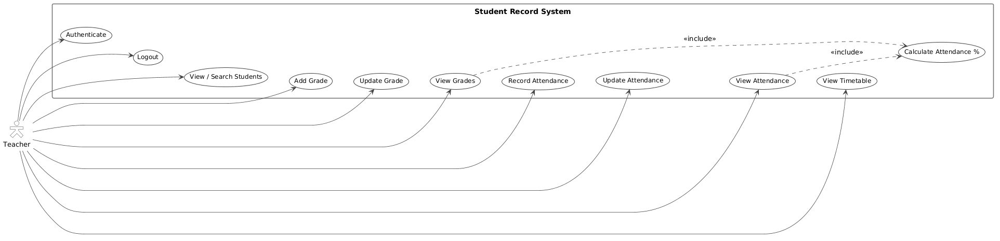 Student Record System
Authenticate
«include»
«include»
Calculate Attendance %
Logout
View / Search Students
Add Grade
Update Grade
View Grades
Record Attendance
Update Attendance
View Attendance
View Timetable
Teacher